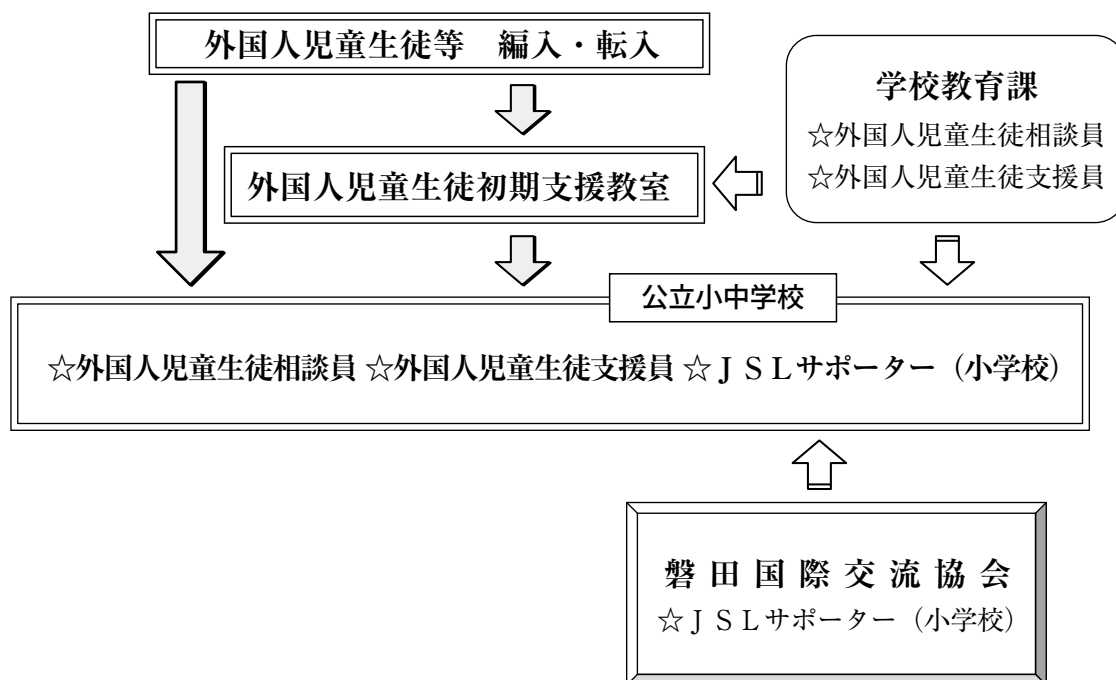 外国人児童生徒等　編入・転入
学校教育課
☆外国人児童生徒相談員
☆外国人児童生徒支援員
外国人児童生徒初期支援教室
公立小中学校
☆外国人児童生徒相談員 ☆外国人児童生徒支援員 ☆ＪＳＬサポーター（小学校）
磐田国際交流協会
☆ＪＳＬサポーター（小学校）